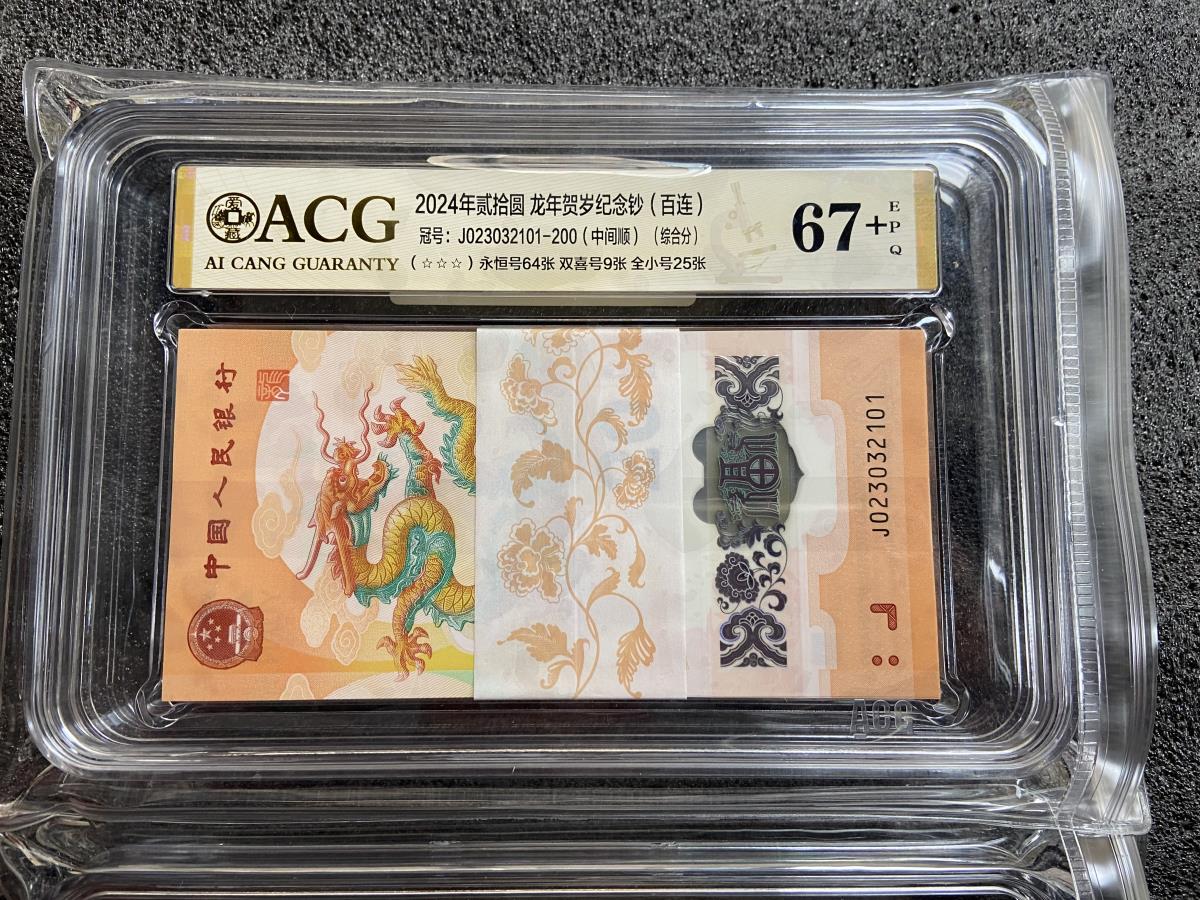 ACG
AI CANG GUARANTY
2024年贰拾圆 龙年贺岁纪念钞(百连)
冠号: J023032101-200(中间顺)(综合分)
(☆☆☆)永恒号64张 双喜号9张 全小号25张
67+
EPQ
中国人民银行
福
J023032101
ACG